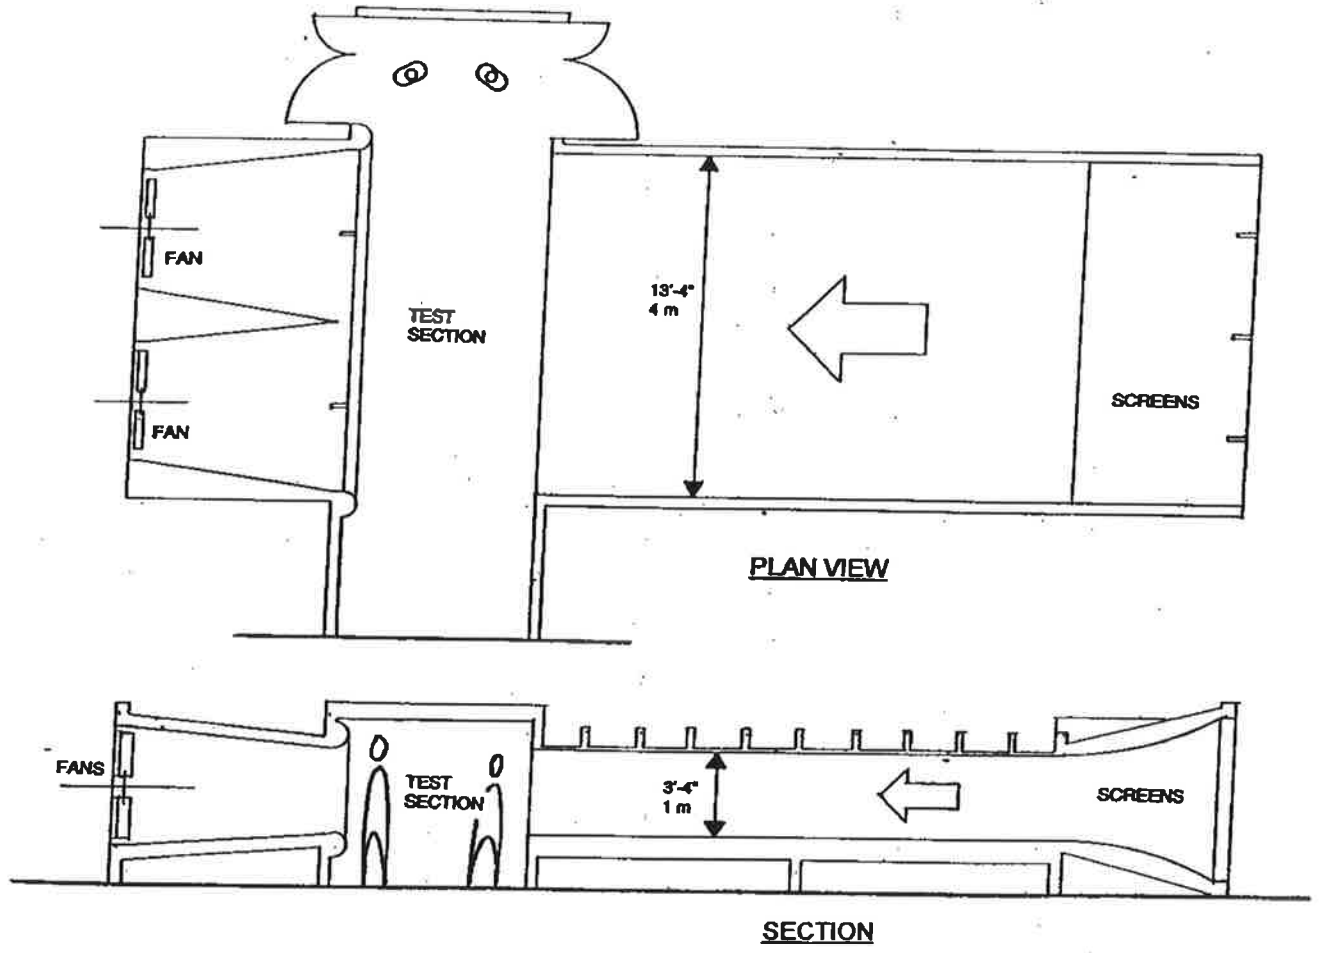 FAN
TEST
SECTION
13'-4"
4 m
SCREENS
FAN
PLAN VIEW
FANS
TEST
SECTION
3'-4"
1 m
SCREENS
SECTION